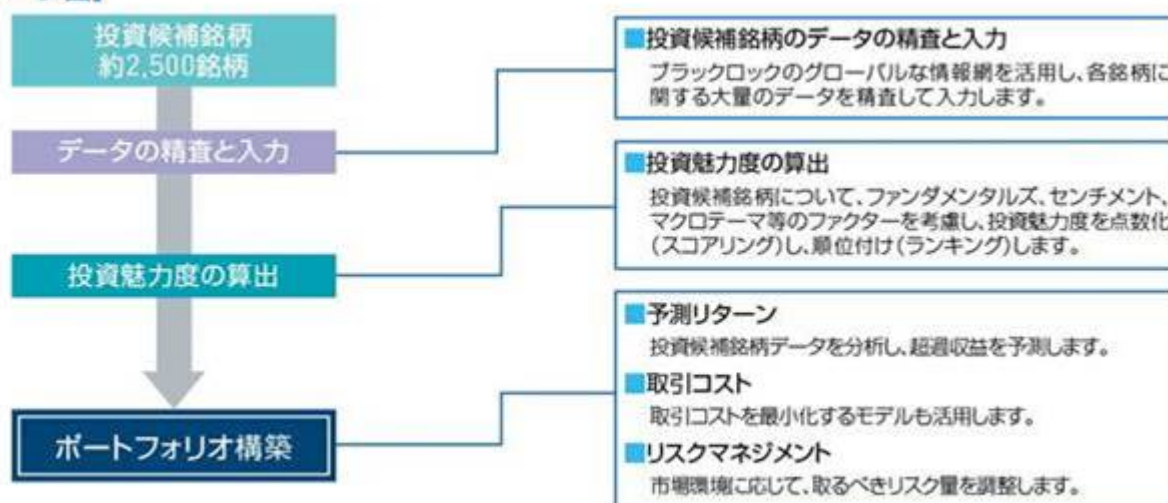 投資候補銘柄
約2,500銘柄
データの精査と入力
投資魅力度の算出
ポートフォリオ構築
■投資候補銘柄のデータの精査と入力
ブラックロックのグローバルな情報網を活用し、各銘柄に
関する大量のデータを精査して入力します。
■投資魅力度の算出
投資候補銘柄について、ファンダメンタルズ、センチメント、
マクロテーマ等のファクターを考慮し、投資魅力度を点数化
(スコアリング)し、順位付け(ランキング)します。
■予測リターン
投資候補銘柄データを分析し、超過収益を予測します。
■取引コスト
取引コストを最小化するモデルも活用します。
■リスクマネジメント
市場環境に応じて、取るべきリスク量を調整します。